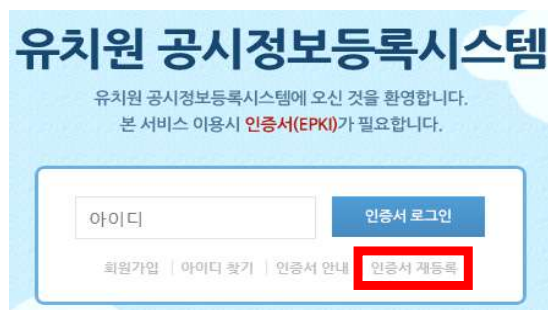 유치원 공시정보등록시스템
유치원 공시정보등록시스템에 오신 것을 환영합니다.
본 서비스 이용시 인증서(EPKI)가 필요합니다.
아이디
인증서 로그인
회원가입 | 아이디 찾기 | 인증서 안내 | 인증서 재등록